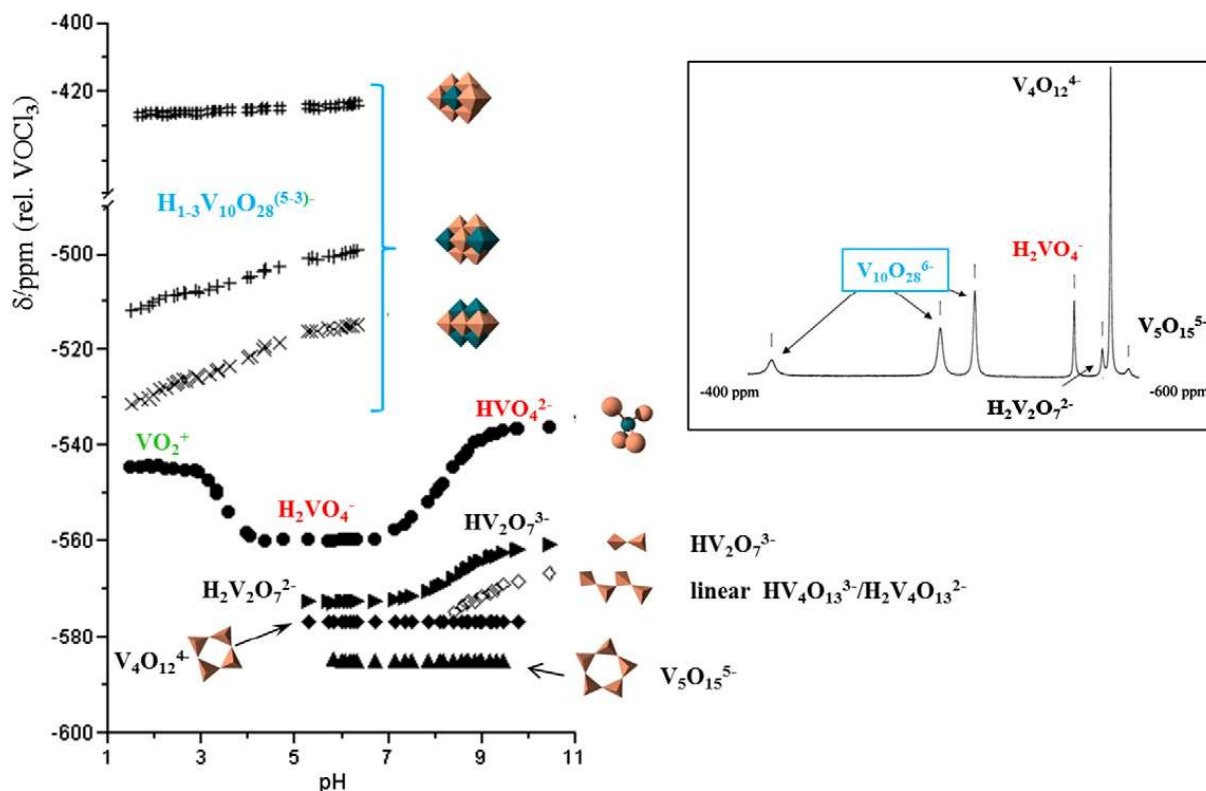 δ/ppm (rel. VOCl₃)
-400
-420
-500
-520
-540
-560
-580
-600
1
3
5
7
9
11
pH
H₁₋₃V₁₀O₂₈⁽⁵⁻³⁾⁻
VO₂⁺
H₂VO₄⁻
HVO₄²⁻
HV₂O₇³⁻
H₂V₂O₇²⁻
V₄O₁₂⁴⁻
V₅O₁₅⁵⁻
HV₂O₇³⁻
linear HV₄O₁₃³⁻/H₂V₄O₁₃²⁻
V₄O₁₂⁴⁻
H₂VO₄⁻
V₁₀O₂₈⁶⁻
V₅O₁₅⁵⁻
-400 ppm
-600 ppm
H₂V₂O₇²⁻